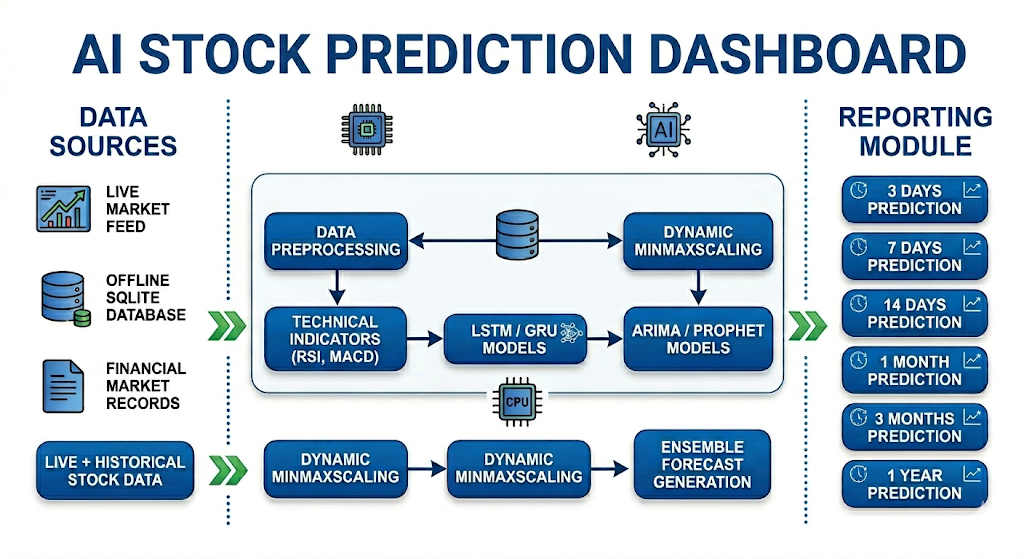 AI STOCK PREDICTION DASHBOARD
DATA
SOURCES
LIVE
MARKET
FEED
OFFLINE
SQLITE
DATABASE
FINANCIAL
MARKET
RECORDS
LIVE + HISTORICAL
STOCK DATA
AI
DATA
PREPROCESSING
DYNAMIC
MINMAXSCALING
TECHNICAL
INDICATORS
(RSI, MACD)
LSTM / GRU
MODELS
ARIMA / PROPHET
MODELS
CPU
DYNAMIC
MINMAXSCALING
DYNAMIC
MINMAXSCALING
ENSEMBLE
FORECAST
GENERATION
REPORTING
MODULE
3 DAYS
PREDICTION
7 DAYS
PREDICTION
14 DAYS
PREDICTION
1 MONTH
PREDICTION
3 MONTHS
PREDICTION
1 YEAR
PREDICTION